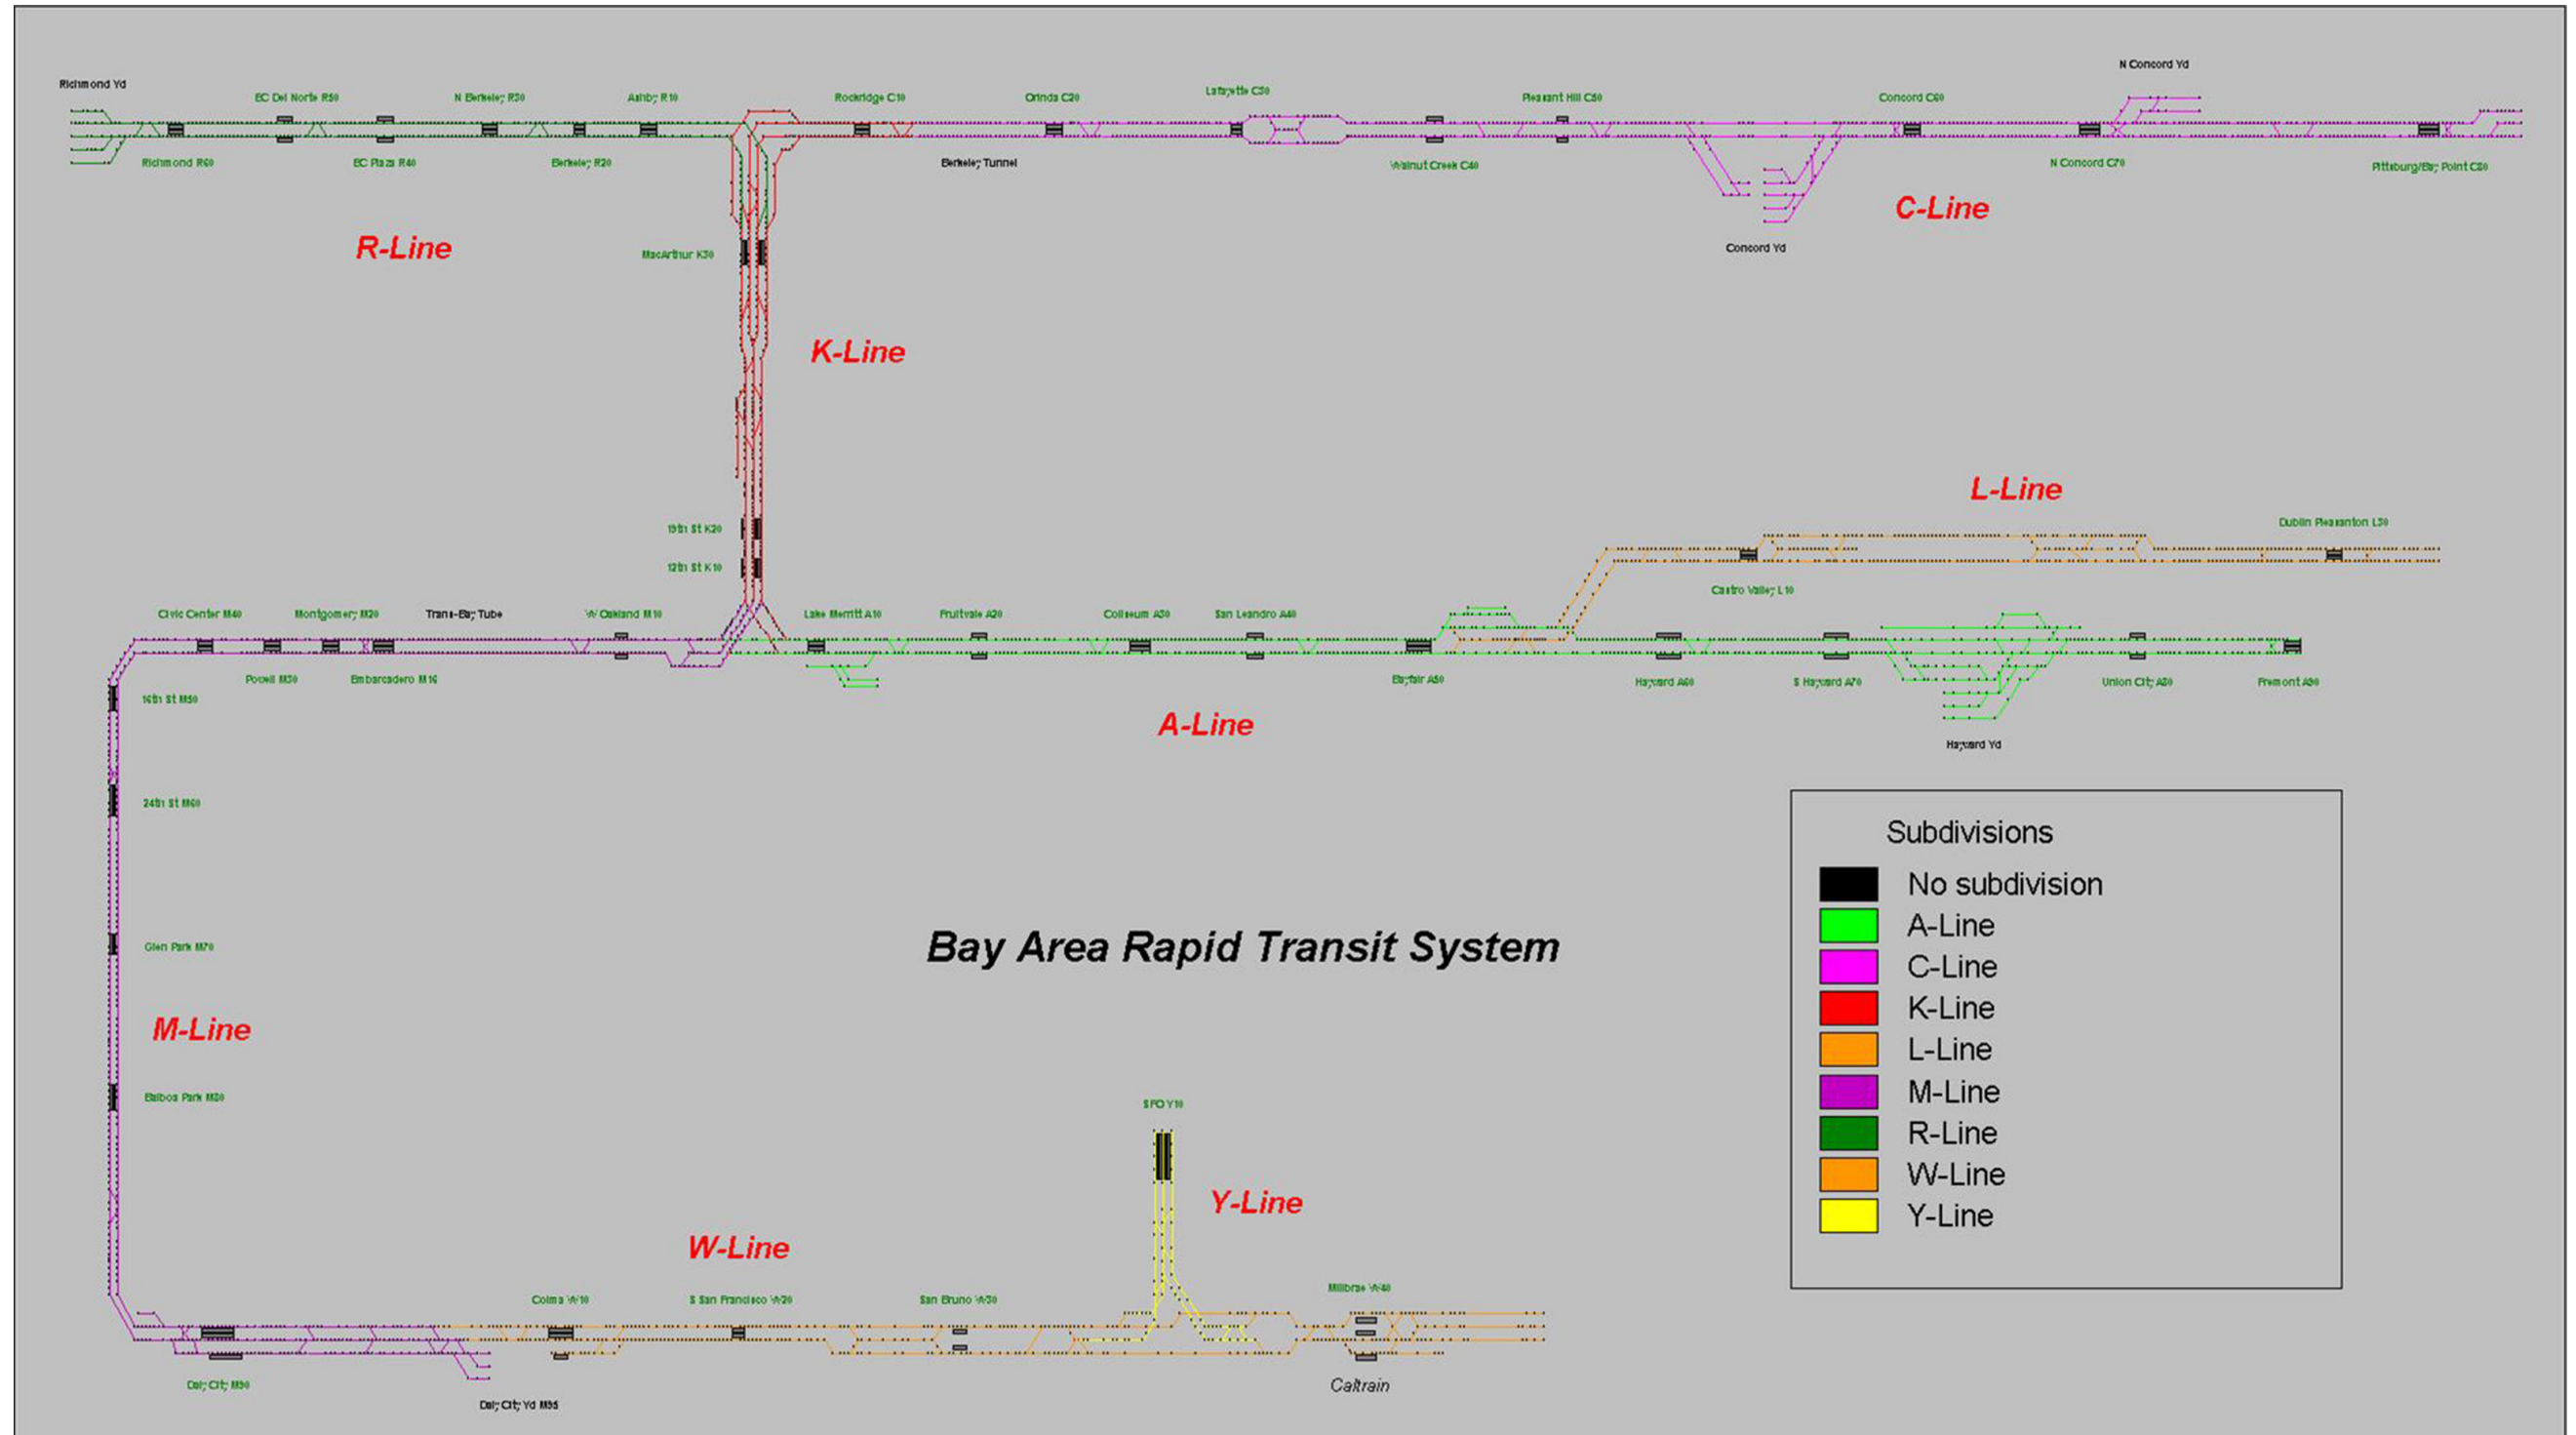 Richmond Yd
EC Del Norte R50
N Berkeley R30
Ashby R10
Rockridge C10
Orinda C20
Lafayette C30
Pleasant Hill C50
Concord C60
N Concord Yd
Richmond R60
EC Plaza R40
Berkeley R20
Berkeley Tunnel
Walnut Creek C40
N Concord C70
Pittsburg/Bay Point C80
R-Line
MacArthur K30
Concord Yd
C-Line
K-Line
L-Line
19th St K20
12th St K10
Dublin Pleasanton L30
Castro Valley L10
Civic Center M40
Montgomery M20
Trans-Bay Tube
W Oakland M10
Lake Merritt A10
Fruitvale A20
Coliseum A30
San Leandro A40
Powell M30
Embarcadero M16
Bayfair A50
Hayward A60
S Hayward A70
Union City A80
Fremont A90
16th St M50
A-Line
Hayward Yd
24th St M60
Glen Park M70
M-Line
Balboa Park M80
Bay Area Rapid Transit System
Subdivisions
No subdivision
A-Line
C-Line
K-Line
L-Line
M-Line
R-Line
W-Line
Y-Line
SFO Y10
Y-Line
W-Line
Colma W10
S San Francisco W20
San Bruno W30
Millbrae W40
Daly City M90
Daly City Yd M95
Caltrain